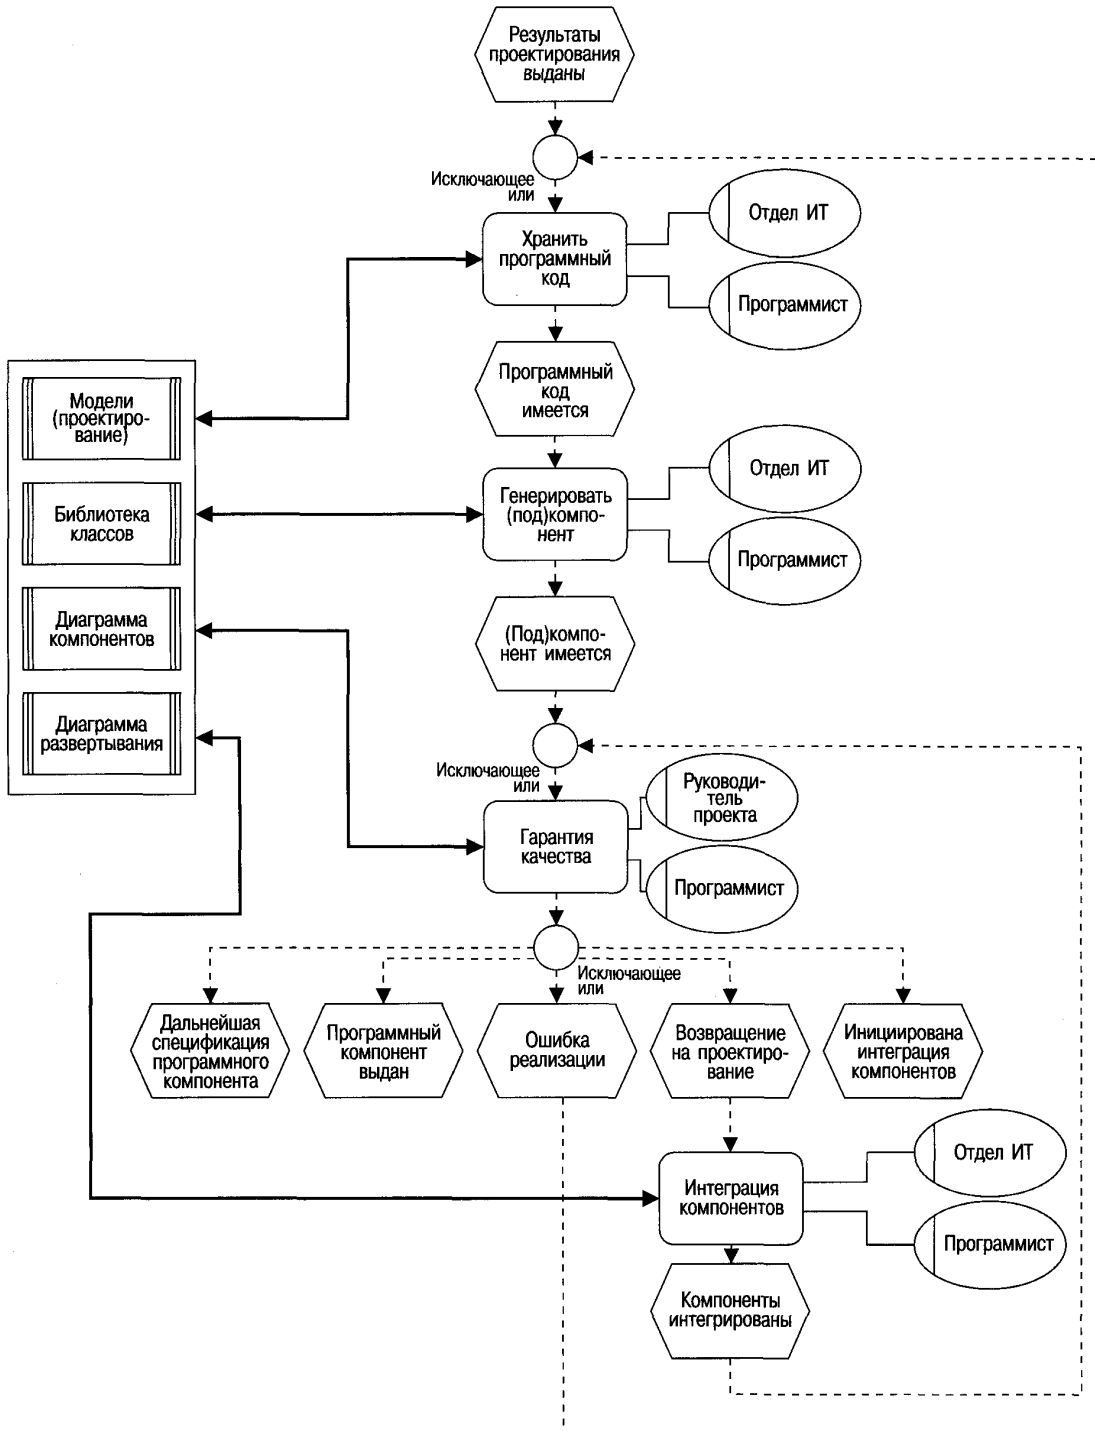 Результаты
проектирования
выданы
Исключающее
или
Хранить
программный
код
Отдел ИТ
Программист
Программный
код
имеется
Модели
(проектиро-
вание)
Библиотека
классов
Диаграмма
компонентов
Диаграмма
развертывания
Генерировать
(под)компо-
нент
Отдел ИТ
Программист
(Под)компо-
нент имеется
Исключающее
или
Гарантия
качества
Руководи-
тель
проекта
Программист
Исключающее
или
Дальнейшая
спецификация
программного
компонента
Программный
компонент
выдан
Ошибка
реализации
Возвращение
на проектиро-
вание
Инициирована
интеграция
компонентов
Интеграция
компонентов
Отдел ИТ
Программист
Компоненты
интегрированы